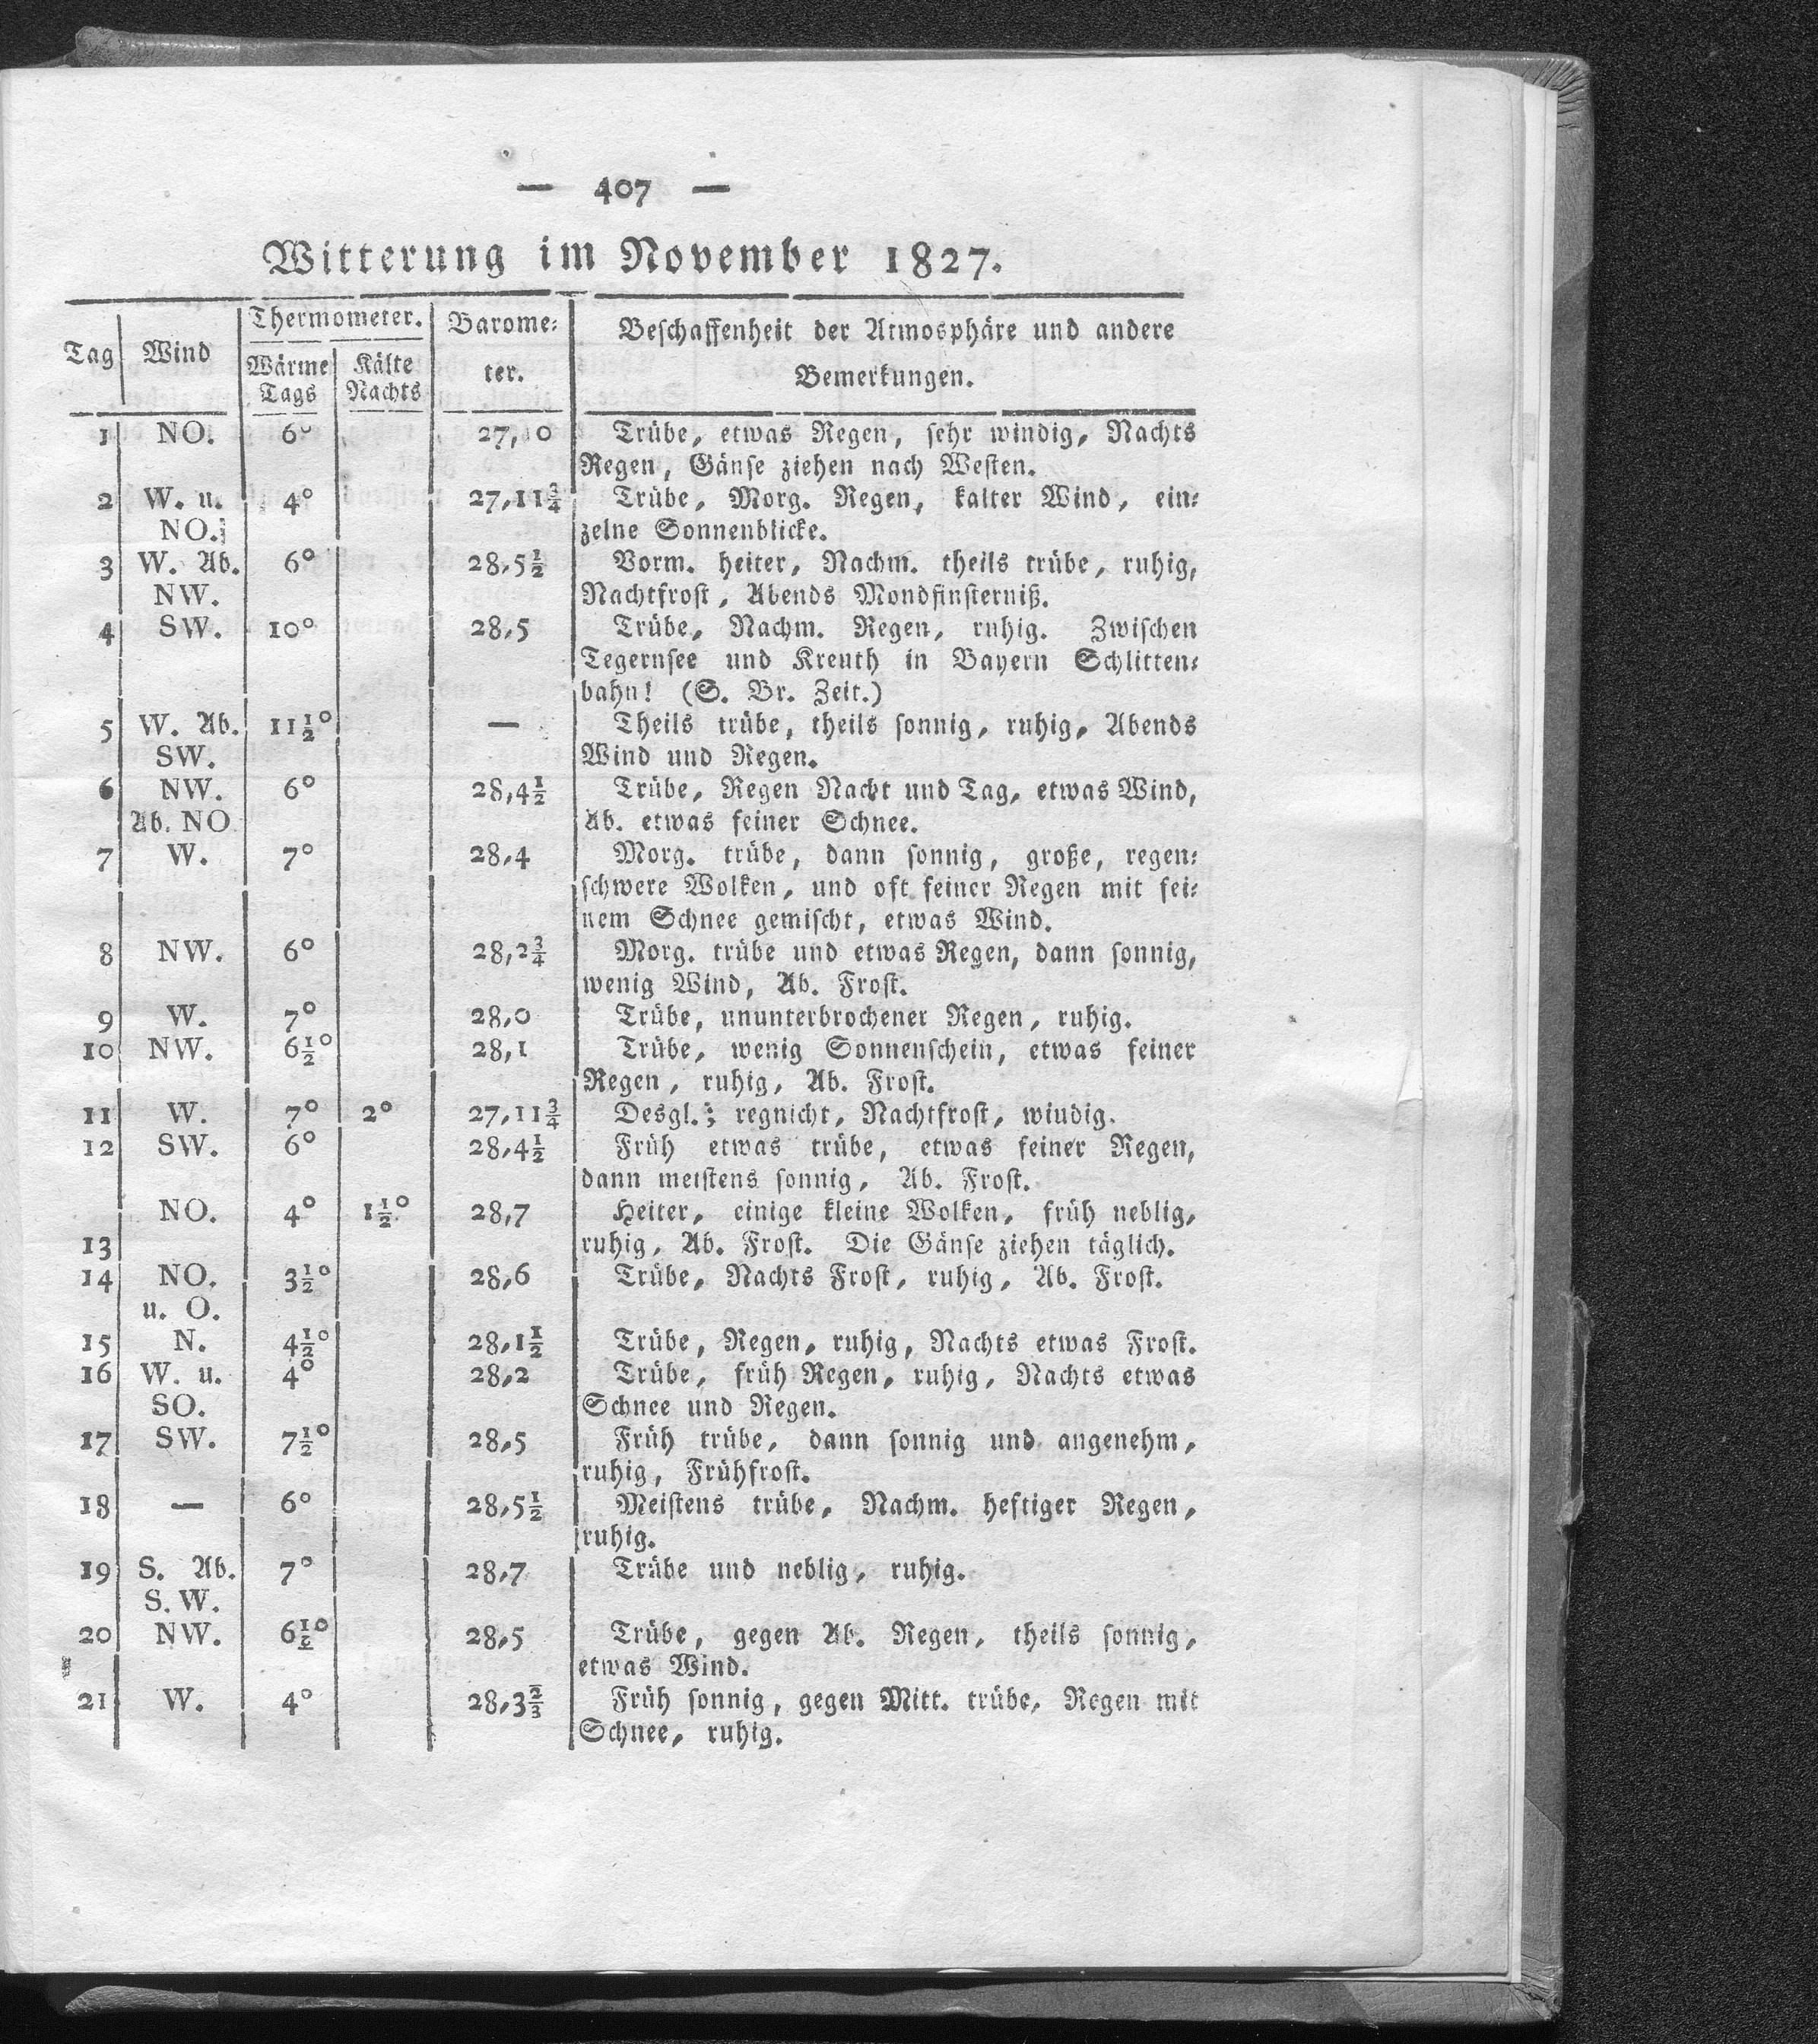 — 407 —
Witterung im November 1827.
Tag Wind Thermometer. Barome-
Wärme Tags Kälte Nachts ter.
Beschaffenheit der Atmosphäre und andere
Bemerkungen.
1 NO. 6° 27,10 Trübe, etwas Regen, sehr windig, Nachts
Regen, Gänse ziehen nach Westen.
2 W. u. 4° 27,11¾ Trübe, Morg. Regen, kalter Wind, ein-
NO. zelne Sonnenblicke.
3 W. Ab. 6° 28,5½ Vorm. heiter, Nachm. theils trübe, ruhig,
NW. Nachtfrost, Abends Mondfinsterniß.
4 SW. 10° 28,5 Trübe, Nachm. Regen, ruhig. Zwischen
Tegernsee und Kreuth in Bayern Schlitten-
bahn! (S. Br. Zeit.)
5 W. Ab. 11½° — Theils trübe, theils sonnig, ruhig, Abends
SW. Wind und Regen.
6 NW. 6° 28,4½ Trübe, Regen Nacht und Tag, etwas Wind,
Ab. NO Ab. etwas feiner Schnee.
7 W. 7° 28,4 Morg. trübe, dann sonnig, große, regen-
schwere Wolken, und oft feiner Regen mit fei-
nem Schnee gemischt, etwas Wind.
8 NW. 6° 28,2¾ Morg. trübe und etwas Regen, dann sonnig,
wenig Wind, Ab. Frost.
9 W. 7° 28,0 Trübe, ununterbrochener Regen, ruhig.
10 NW. 6½° 28,1 Trübe, wenig Sonnenschein, etwas feiner
Regen, ruhig, Ab. Frost.
11 W. 7° 2° 27,11¾ Desgl.; regnicht, Nachtfrost, windig.
12 SW. 6° 28,4½ Früh etwas trübe, etwas feiner Regen,
dann meistens sonnig, Ab. Frost.
NO. 4° 1½° 28,7 Heiter, einige kleine Wolken, früh neblig,
13 ruhig, Ab. Frost. Die Gänse ziehen täglich.
14 NO. 3½° 28,6 Trübe, Nachts Frost, ruhig, Ab. Frost.
u. O.
15 N. 4½° 28,1½ Trübe, Regen, ruhig, Nachts etwas Frost.
16 W. u. 4° 28,2 Trübe, früh Regen, ruhig, Nachts etwas
SO. Schnee und Regen.
17 SW. 7½° 28,5 Früh trübe, dann sonnig und angenehm,
ruhig, Frühfrost.
18 — 6° 28,5½ Meistens trübe, Nachm. heftiger Regen,
ruhig.
19 S. Ab. 7° 28,7 Trübe und neblig, ruhig.
S. W.
20 NW. 6½° 28,5 Trübe, gegen Ab. Regen, theils sonnig,
etwas Wind.
21 W. 4° 28,3⅔ Früh sonnig, gegen Mitt. trübe, Regen mit
Schnee, ruhig.